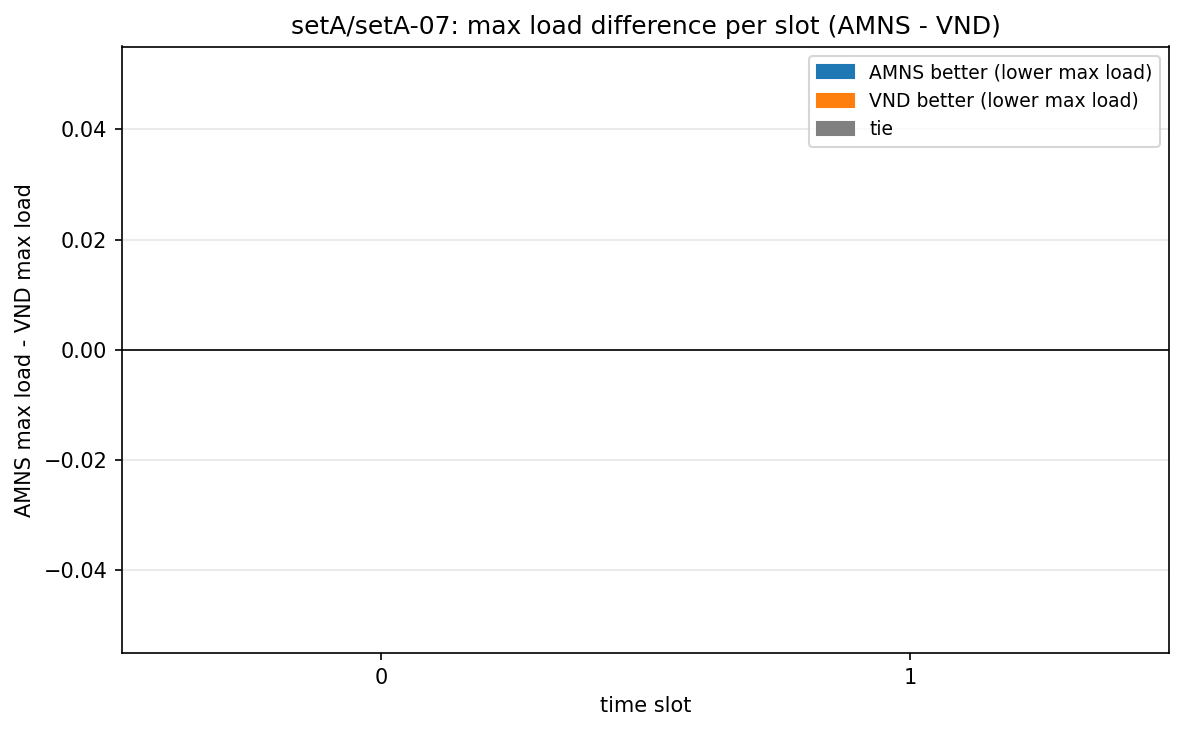 setA/setA-07: max load difference per slot (AMNS - VND)
AMNS better (lower max load)
VND better (lower max load)
tie
AMNS max load - VND max load
0.04
0.02
0.00
−0.02
−0.04
0
1
time slot